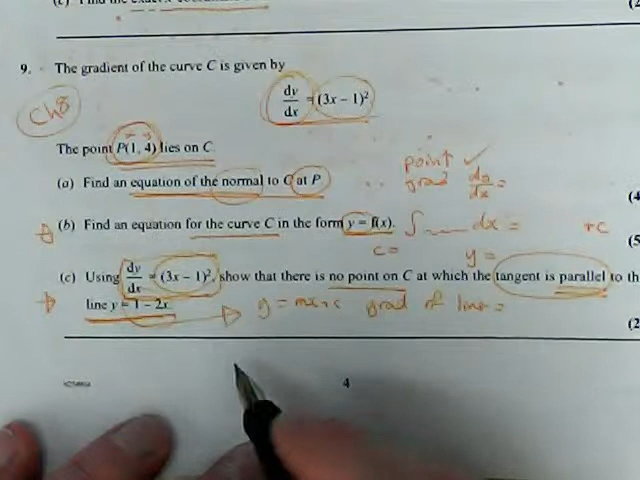 9. The gradient of the curve C is given by
Ch8
dy/dx = (3x − 1)²
The point P(1, 4) lies on C.
point ✓
(a) Find an equation of the normal to C at P
grad dy/dx =
(4
(b) Find an equation for the curve C in the form y = f(x).
∫ dx = +C
(5
c= y =
(c) Using dy/dx = (3x − 1)², show that there is no point on C at which the tangent is parallel to th
line y = 1 − 2x.
y = mx+c grad of line =
(2
4